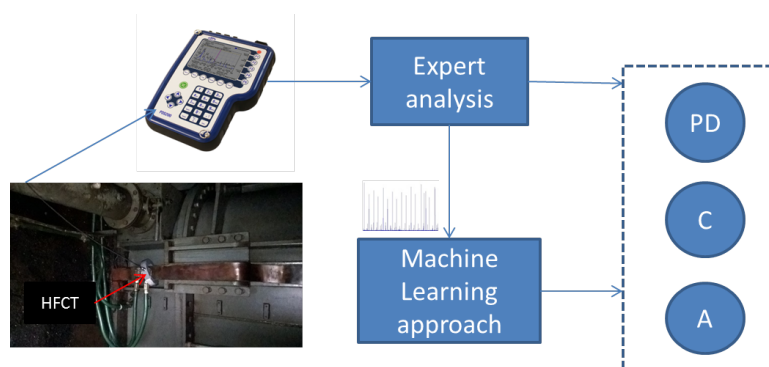 Expert
analysis
PD
C
Machine
Learning
approach
A
HFCT